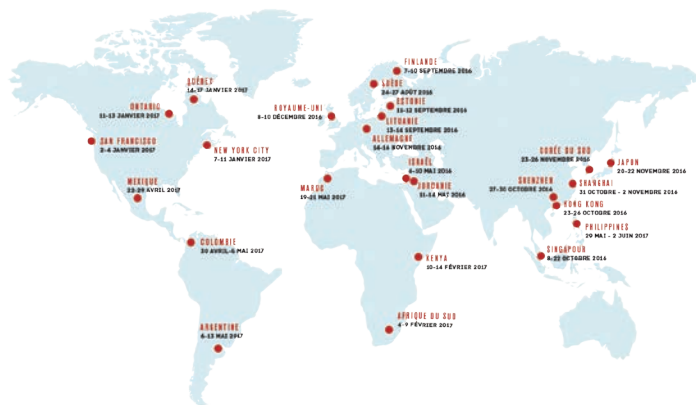 FINLANDE
7-10 SEPTEMBRE 2016
SUÈDE
24-27 AOÛT 2016
ESTONIE
11-12 SEPTEMBRE 2016
LITUANIE
13-14 SEPTEMBRE 2016
ALLEMAGNE
14-16 NOVEMBRE 2016
ROYAUME-UNI
8-10 DÉCEMBRE 2016
QUÉBEC
14-17 JANVIER 2017
ONTARIO
11-13 JANVIER 2017
SAN FRANCISCO
2-4 JANVIER 2017
NEW YORK CITY
7-11 JANVIER 2017
MEXIQUE
22-29 AVRIL 2017
COLOMBIE
30 AVRIL-5 MAI 2017
ARGENTINE
6-13 MAI 2017
MAROC
19-21 MAI 2017
ISRAËL
MAI 2016
JORDANIE
11-14 MAI 2016
KENYA
10-14 FÉVRIER 2017
AFRIQUE DU SUD
4-9 FÉVRIER 2017
CORÉE DU SUD
23-26 NOVEMBRE 2016
JAPON
20-22 NOVEMBRE 2016
SHENZHEN
27-30 OCTOBRE 2016
SHANGHAI
31 OCTOBRE - 2 NOVEMBRE 2016
HONG KONG
23-26 OCTOBRE 2016
PHILIPPINES
29 MAI - 2 JUIN 2017
SINGAPOUR
OCTOBRE 2016